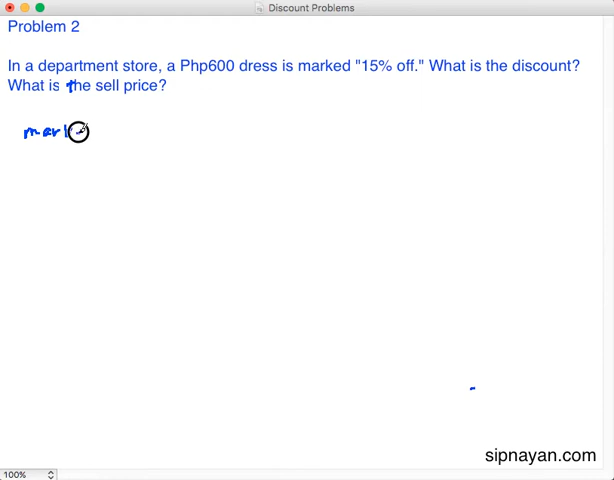 Discount Problems
Problem 2
In a department store, a Php600 dress is marked "15% off." What is the discount?
What is the sell price?
mark
sipnayan.com
100%